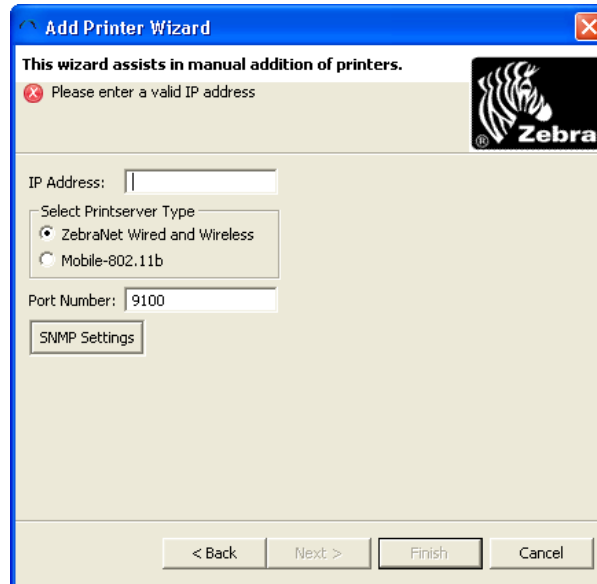 Add Printer Wizard
This wizard assists in manual addition of printers.
Please enter a valid IP address
® Zebra
IP Address:
Select Printserver Type
ZebraNet Wired and Wireless
Mobile-802.11b
Port Number: 9100
SNMP Settings
< Back Next > Finish Cancel